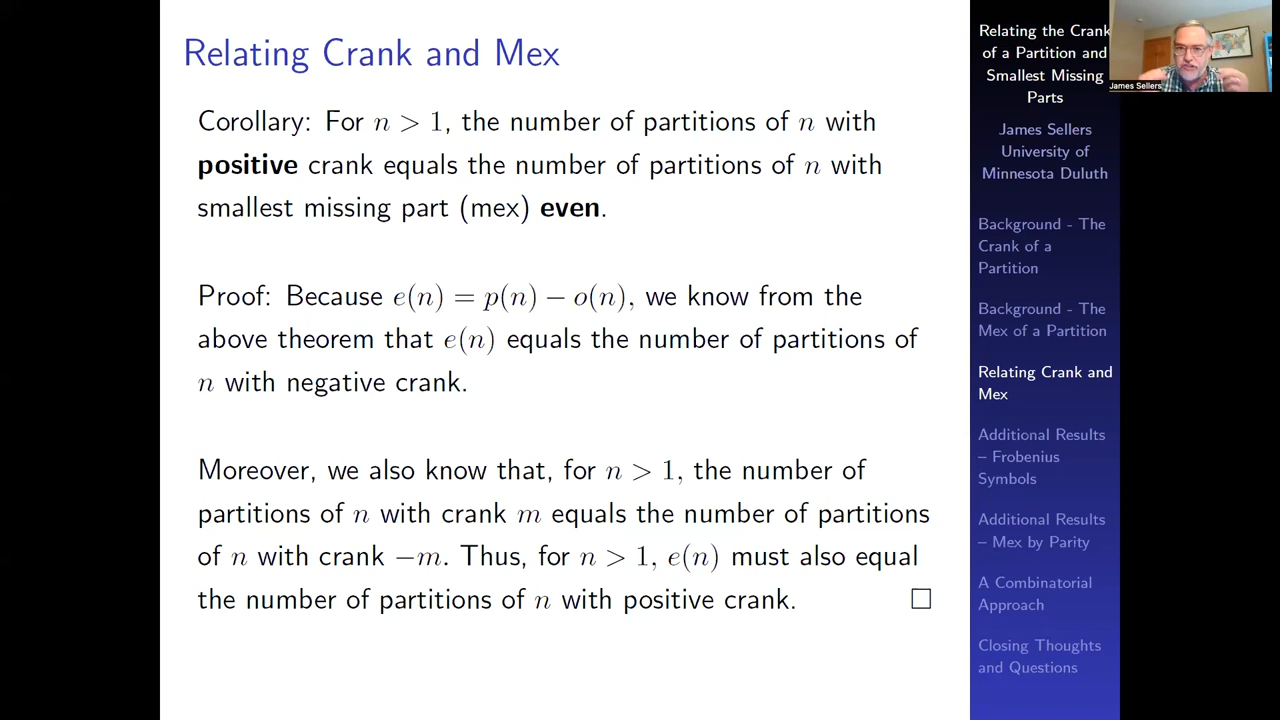 Relating Crank and Mex
Corollary: For n > 1, the number of partitions of n with
positive crank equals the number of partitions of n with
smallest missing part (mex) even.
Proof: Because e(n) = p(n) − o(n), we know from the
above theorem that e(n) equals the number of partitions of
n with negative crank.
Moreover, we also know that, for n > 1, the number of
partitions of n with crank m equals the number of partitions
of n with crank −m. Thus, for n > 1, e(n) must also equal
the number of partitions of n with positive crank. □
Relating the Crank
of a Partition and
Smallest Missing
Parts
James Sellers
University of
Minnesota Duluth
Background - The
Crank of a
Partition
Background - The
Mex of a Partition
Relating Crank and
Mex
Additional Results
– Frobenius
Symbols
Additional Results
– Mex by Parity
A Combinatorial
Approach
Closing Thoughts
and Questions
James Sellers